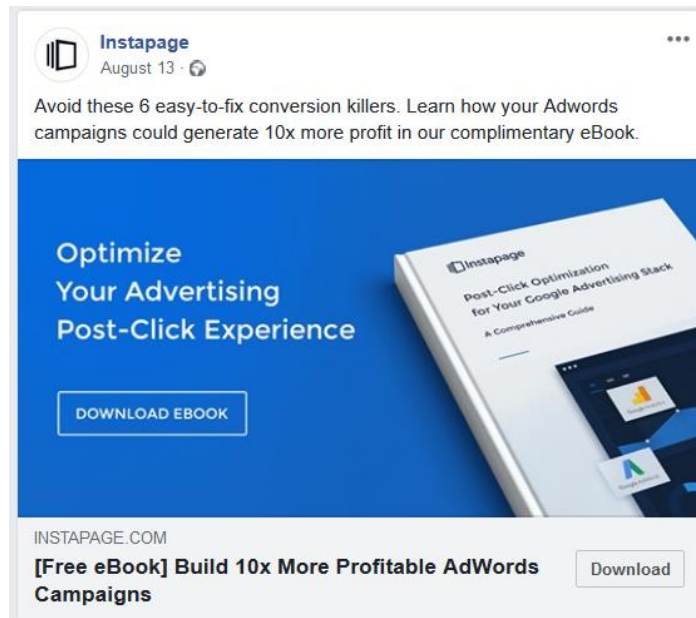 Instapage
August 13 ·
Avoid these 6 easy-to-fix conversion killers. Learn how your Adwords
campaigns could generate 10x more profit in our complimentary eBook.
Optimize
Your Advertising
Post-Click Experience
DOWNLOAD EBOOK
Instapage
Post-Click Optimization
for Your Google Advertising Stack
A Comprehensive Guide
Google Analytics
Google AdWords
INSTAPAGE.COM
[Free eBook] Build 10x More Profitable AdWords
Campaigns
Download